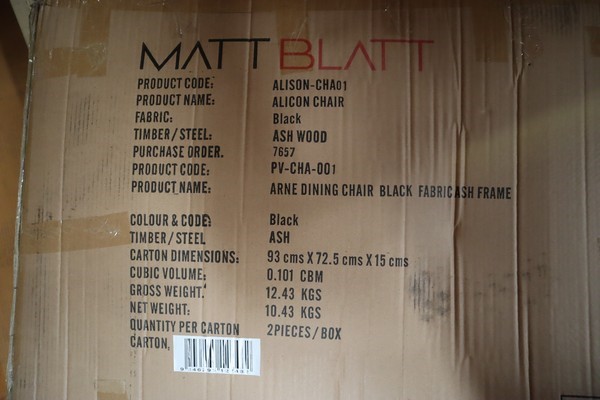 MATT BLATT
PRODUCT CODE: ALISON-CHA01
PRODUCT NAME: ALICON CHAIR
FABRIC: Black
TIMBER/STEEL: ASH WOOD
PURCHASE ORDER. 7657
PRODUCT CODE: PV-CHA-001
PRODUCT NAME: ARNE DINING CHAIR BLACK FABRIC ASH FRAME
COLOUR & CODE: Black
TIMBER/STEEL ASH
CARTON DIMENSIONS: 93 cms X 72.5 cms X 15 cms
CUBIC VOLUME: 0.101 CBM
GROSS WEIGHT. 12.43 KGS
NET WEIGHT: 10.43 KGS
QUANTITY PER CARTON 2PIECES/BOX
CARTON,